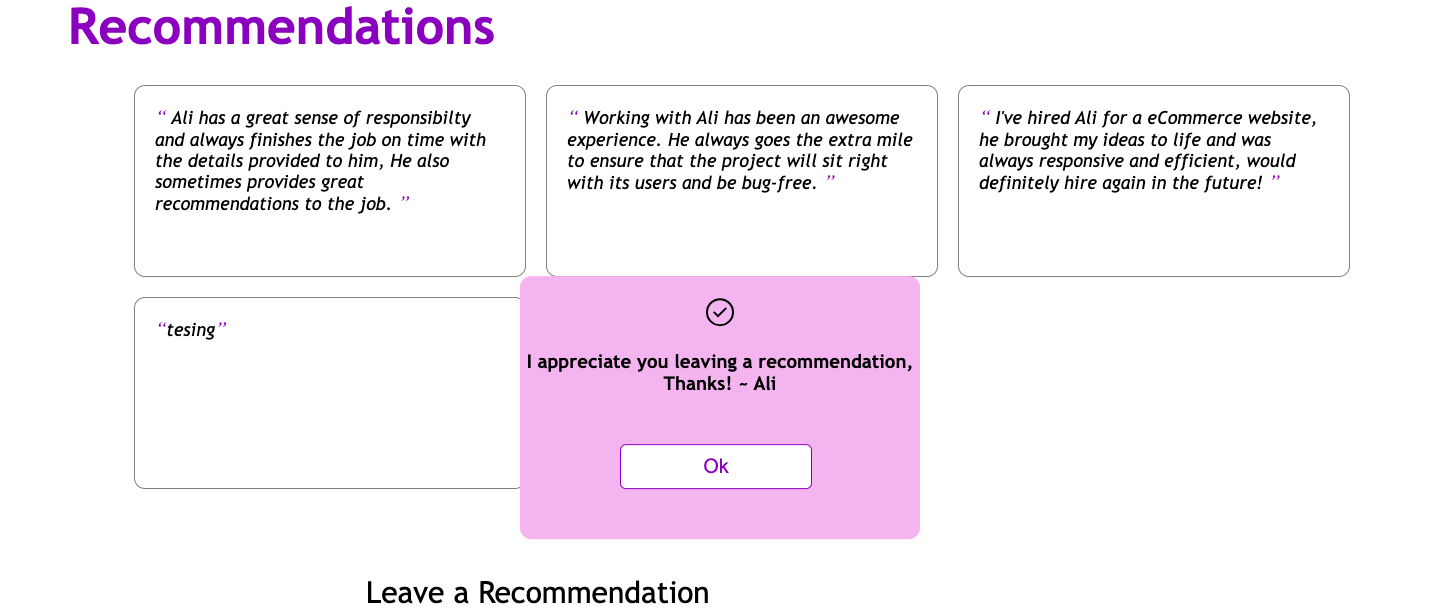 Recommendations
“ Ali has a great sense of responsibilty
and always finishes the job on time with
the details provided to him, He also
sometimes provides great
recommendations to the job. ”
“ Working with Ali has been an awesome
experience. He always goes the extra mile
to ensure that the project will sit right
with its users and be bug-free. ”
“ I've hired Ali for a eCommerce website,
he brought my ideas to life and was
always responsive and efficient, would
definitely hire again in the future! ”
“tesing”
I appreciate you leaving a recommendation,
Thanks! ~ Ali
Ok
Leave a Recommendation